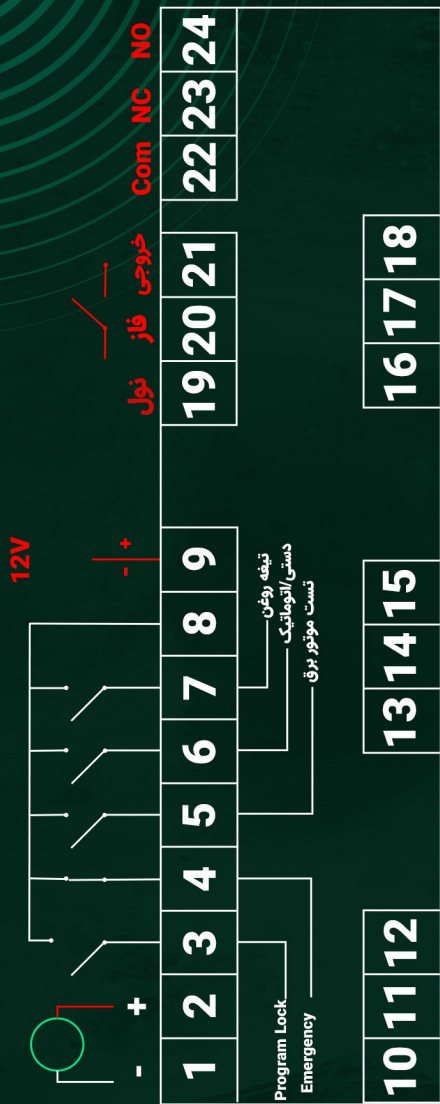 12V
- +
- +
نول فاز خروجی Com NC NO
1 2 3 4 5 6 7 8 9 19 20 21 22 23 24
تیغه روغن
دستی/اتوماتیک
تست موتور برق
Program Lock
Emergency
10 11 12 13 14 15 16 17 18